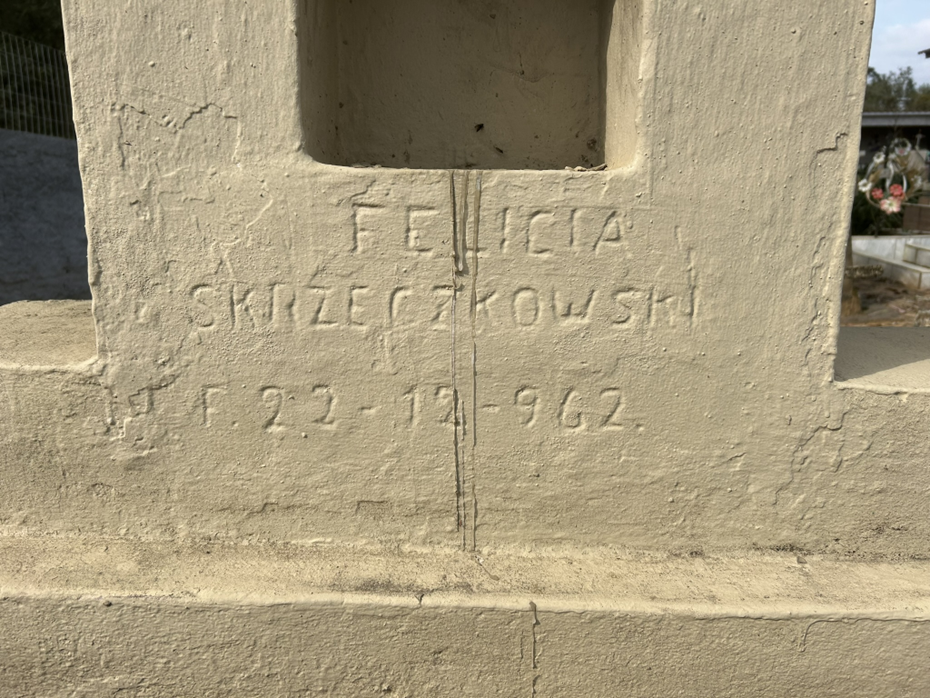 FELICIA
SKRZECZKOWSKI
F. 22-12-962.